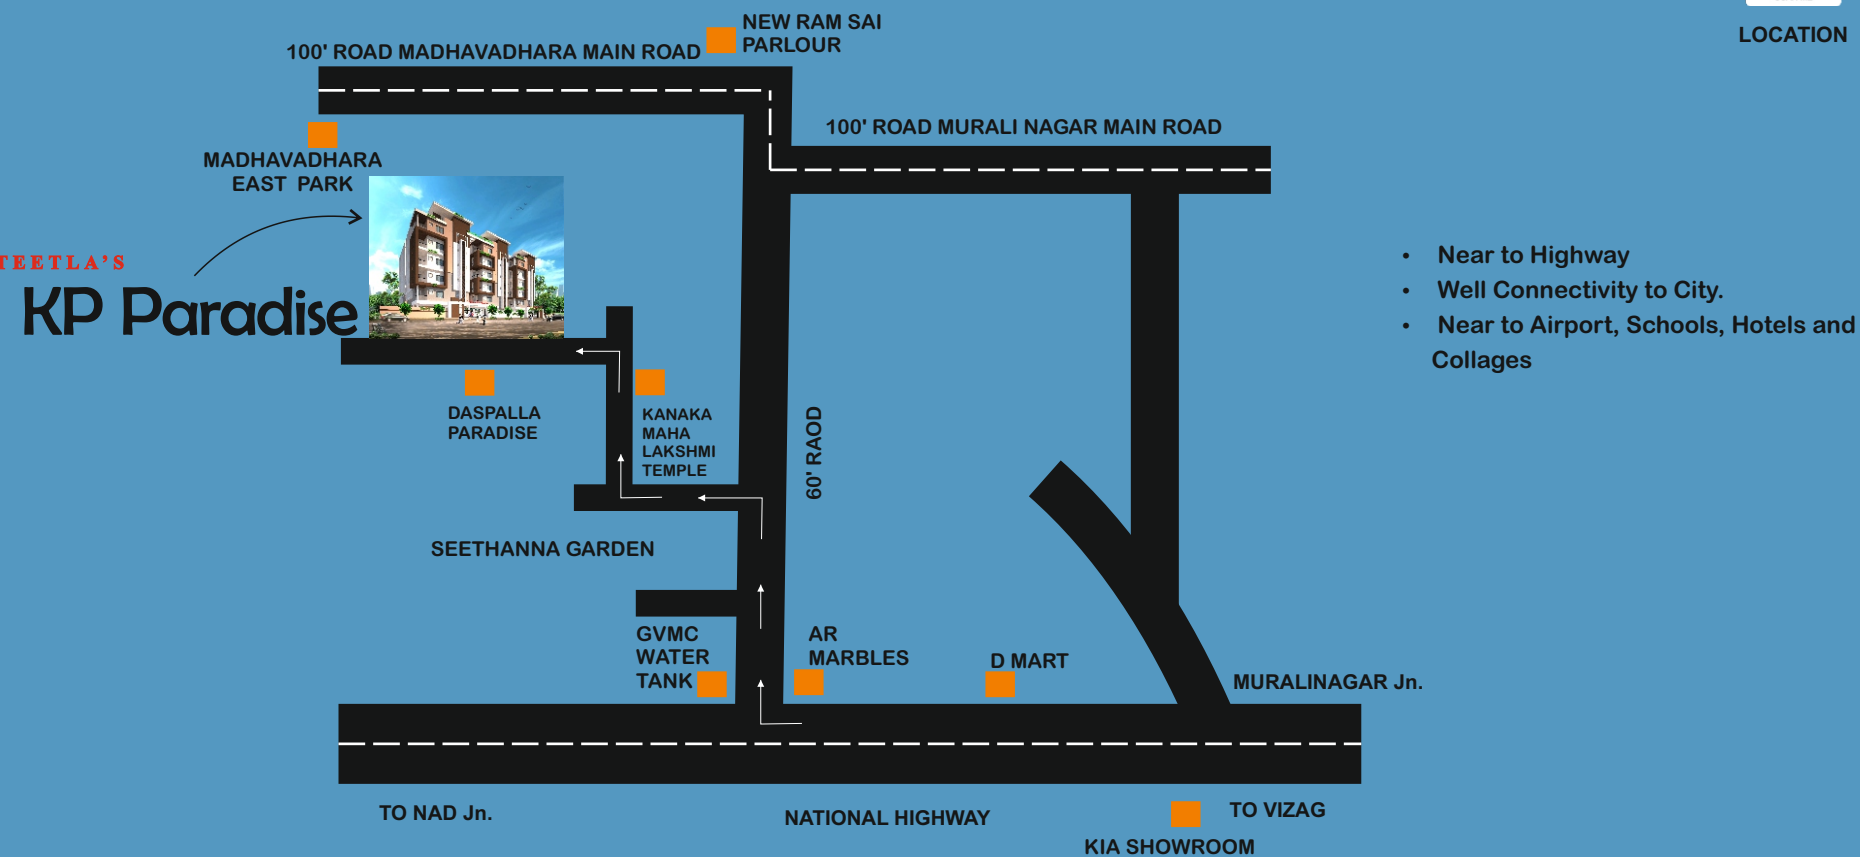 NEW RAM SAI
PARLOUR
LOCATION
100' ROAD MADHAVADHARA MAIN ROAD
100' ROAD MURALI NAGAR MAIN ROAD
MADHAVADHARA
EAST PARK
TEETLA'S
KP Paradise
• Near to Highway
• Well Connectivity to City.
• Near to Airport, Schools, Hotels and
Collages
DASPALLA
PARADISE
KANAKA
MAHA
LAKSHMI
TEMPLE
60' RAOD
SEETHANNA GARDEN
GVMC
WATER
TANK
AR
MARBLES
D MART
MURALINAGAR Jn.
TO NAD Jn.
NATIONAL HIGHWAY
TO VIZAG
KIA SHOWROOM